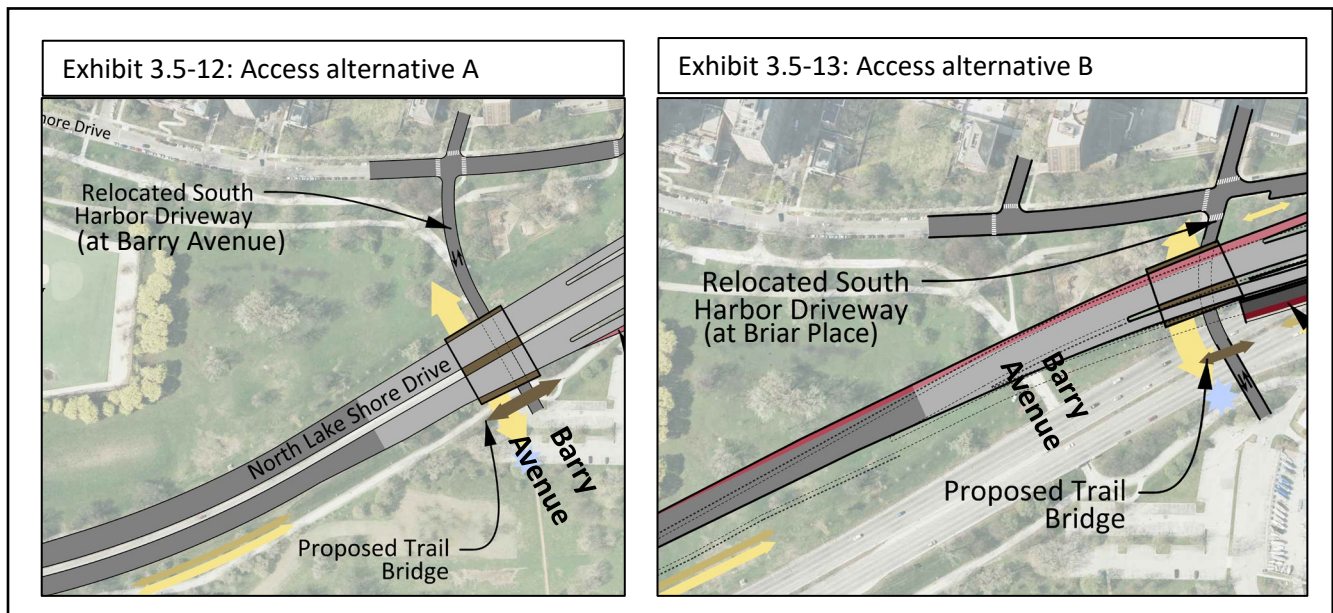 Exhibit 3.5-12: Access alternative A
hore Drive
Relocated South
Harbor Driveway
(at Barry Avenue)
North Lake Shore Drive
Barry
Avenue
Proposed Trail
Bridge
Exhibit 3.5-13: Access alternative B
Relocated South
Harbor Driveway
(at Briar Place)
Barry
Avenue
Proposed Trail
Bridge